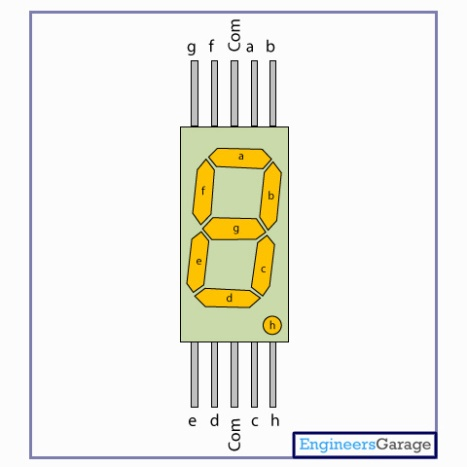 g f Com a b
a
f
b
g
e
c
d
h
e d Com c h
EngineersGarage